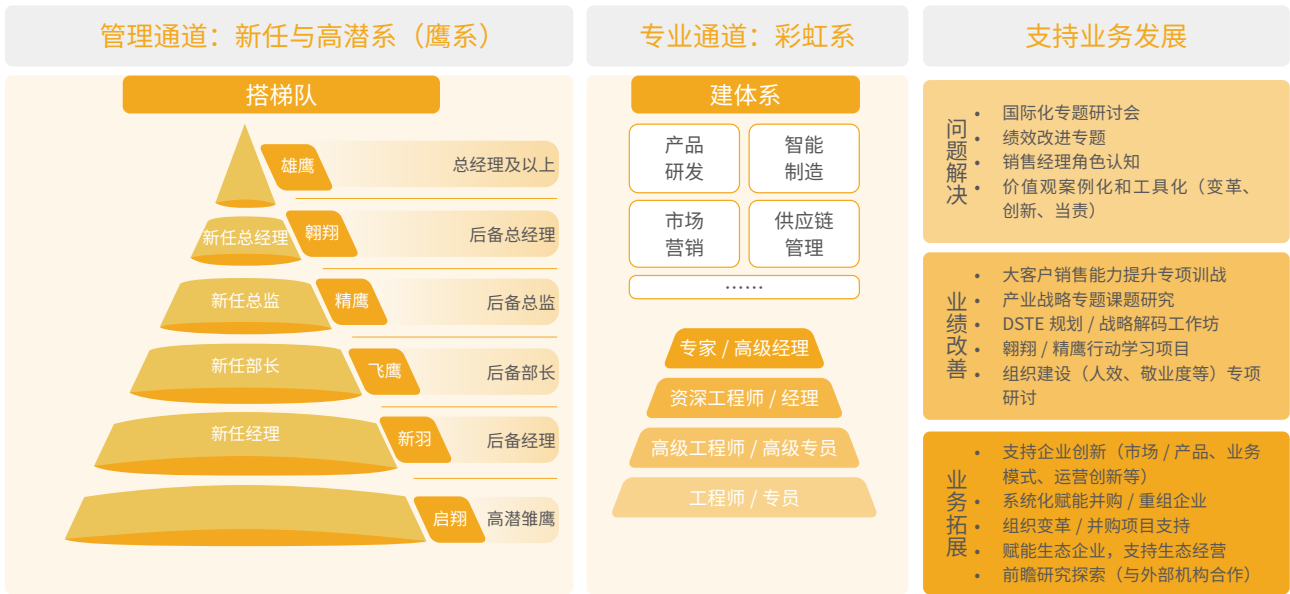 管理通道：新任与高潜系（鹰系）
搭梯队
雄鹰
总经理及以上
新任总经理
翱翔
后备总经理
新任总监
精鹰
后备总监
新任部长
飞鹰
后备部长
新任经理
新羽
后备经理
启翔
高潜雏鹰
专业通道：彩虹系
建体系
产品
研发
智能
制造
市场
营销
供应链
管理
……
专家 / 高级经理
资深工程师 / 经理
高级工程师 / 高级专员
工程师 / 专员
支持业务发展
问题解决
• 国际化专题研讨会
• 绩效改进专题
• 销售经理角色认知
• 价值观案例化和工具化（变革、
创新、当责）
业绩改善
• 大客户销售能力提升专项训战
• 产业战略专题课题研究
• DSTE 规划 / 战略解码工作坊
• 翱翔 / 精鹰行动学习项目
• 组织建设（人效、敬业度等）专项
研讨
业务拓展
• 支持企业创新（市场 / 产品、业务
模式、运营创新等）
• 系统化赋能并购 / 重组企业
• 组织变革 / 并购项目支持
• 赋能生态企业，支持生态经营
• 前瞻研究探索（与外部机构合作）